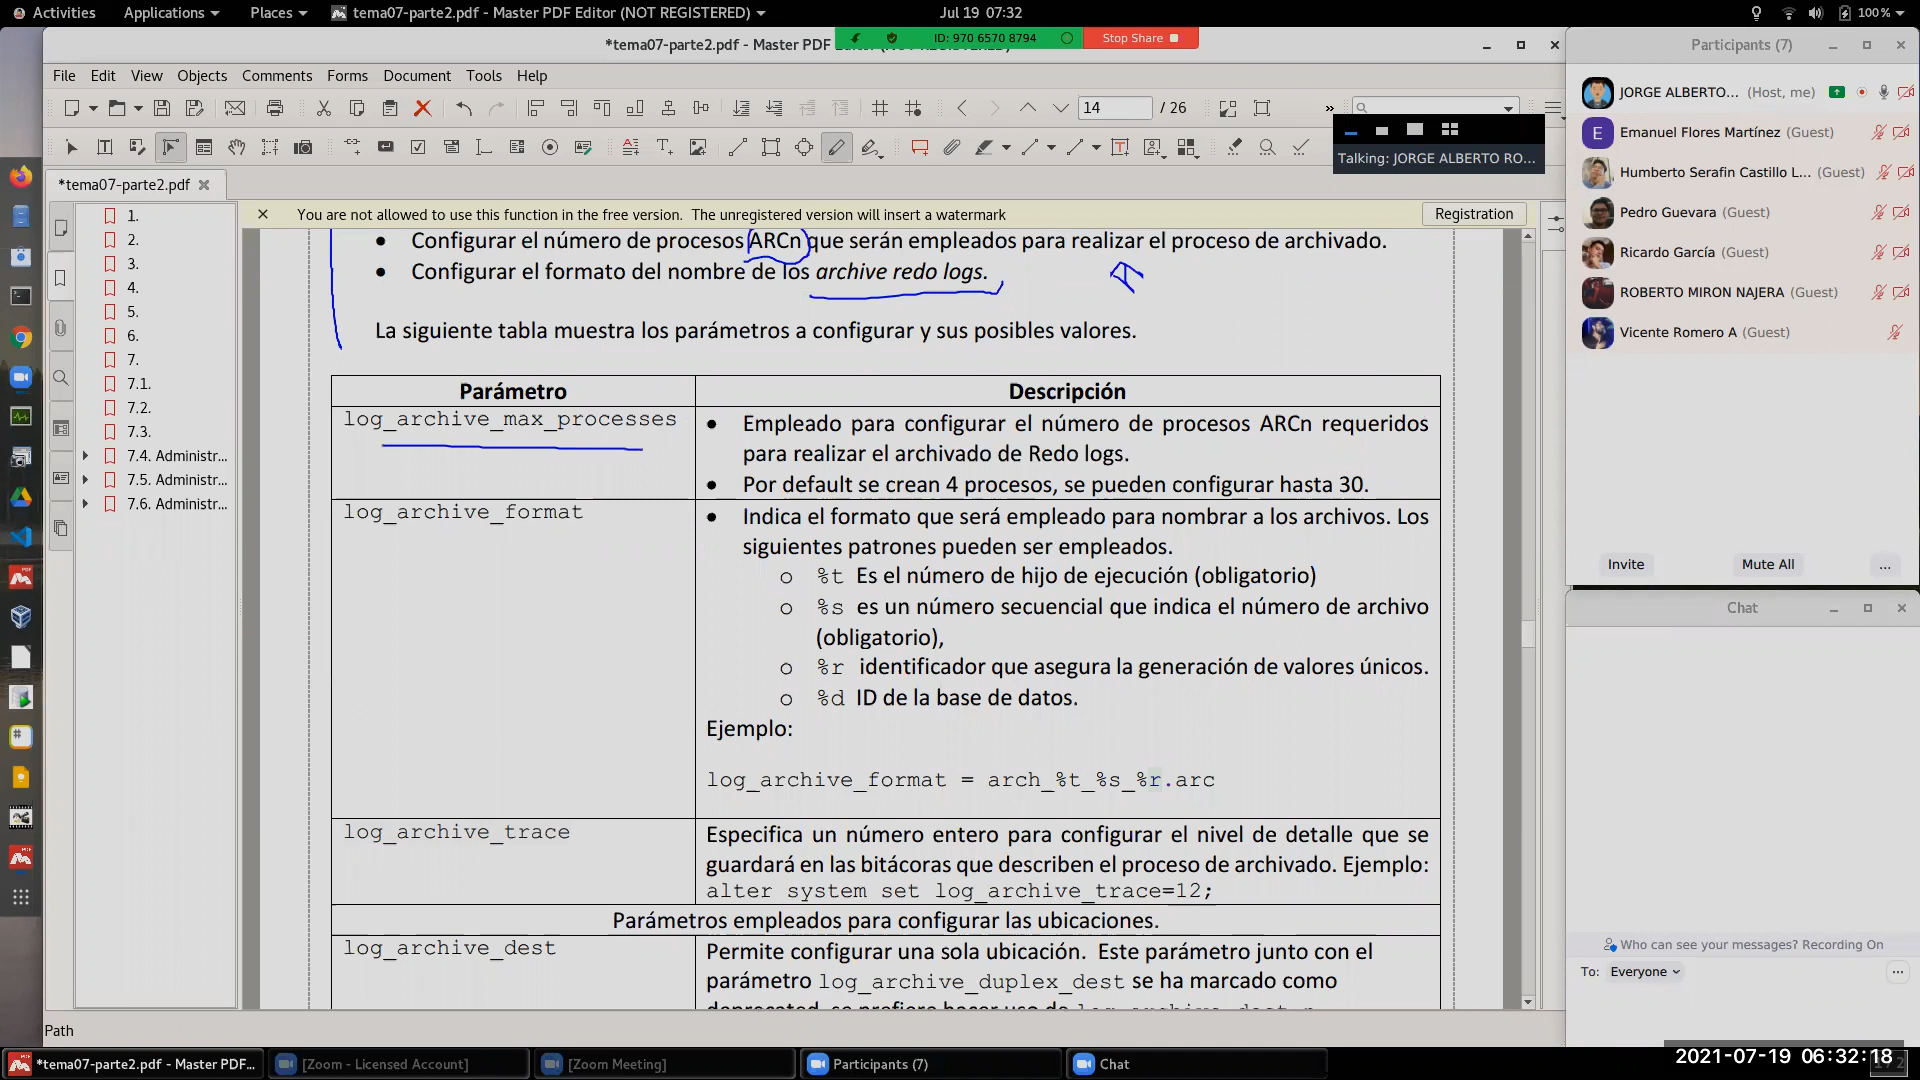 Activities
Applications
Places
tema07-parte2.pdf - Master PDF Editor (NOT REGISTERED)
Jul 19 07:32
100%
*tema07-parte2.pdf - Master PDF
ID: 970 6570 8794
Stop Share
File Edit View Objects Comments Forms Document Tools Help
14 / 26
Talking: JORGE ALBERTO RO...
*tema07-parte2.pdf
You are not allowed to use this function in the free version. The unregistered version will insert a watermark
Registration
1.
2.
3.
4.
5.
6.
7.
7.1.
7.2.
7.3.
7.4. Administr...
7.5. Administr...
7.6. Administr...
• Configurar el número de procesos ARCn que serán empleados para realizar el proceso de archivado.
• Configurar el formato del nombre de los archive redo logs.
La siguiente tabla muestra los parámetros a configurar y sus posibles valores.
Parámetro Descripción
log_archive_max_processes
• Empleado para configurar el número de procesos ARCn requeridos
para realizar el archivado de Redo logs.
• Por default se crean 4 procesos, se pueden configurar hasta 30.
log_archive_format
• Indica el formato que será empleado para nombrar a los archivos. Los
siguientes patrones pueden ser empleados.
o %t Es el número de hijo de ejecución (obligatorio)
o %s es un número secuencial que indica el número de archivo
(obligatorio),
o %r identificador que asegura la generación de valores únicos.
o %d ID de la base de datos.
Ejemplo:
log_archive_format = arch_%t_%s_%r.arc
log_archive_trace
Especifica un número entero para configurar el nivel de detalle que se
guardará en las bitácoras que describen el proceso de archivado. Ejemplo:
alter system set log_archive_trace=12;
Parámetros empleados para configurar las ubicaciones.
log_archive_dest
Permite configurar una sola ubicación. Este parámetro junto con el
parámetro log_archive_duplex_dest se ha marcado como
Path
Participants (7)
JORGE ALBERTO... (Host, me)
E Emanuel Flores Martínez (Guest)
Humberto Serafin Castillo L... (Guest)
Pedro Guevara (Guest)
Ricardo García (Guest)
ROBERTO MIRON NAJERA (Guest)
Vicente Romero A (Guest)
Invite Mute All ...
Chat
Who can see your messages? Recording On
To: Everyone
*tema07-parte2.pdf - Master PDF...
[Zoom - Licensed Account]
[Zoom Meeting]
Participants (7)
Chat
2021-07-19 06:32:18